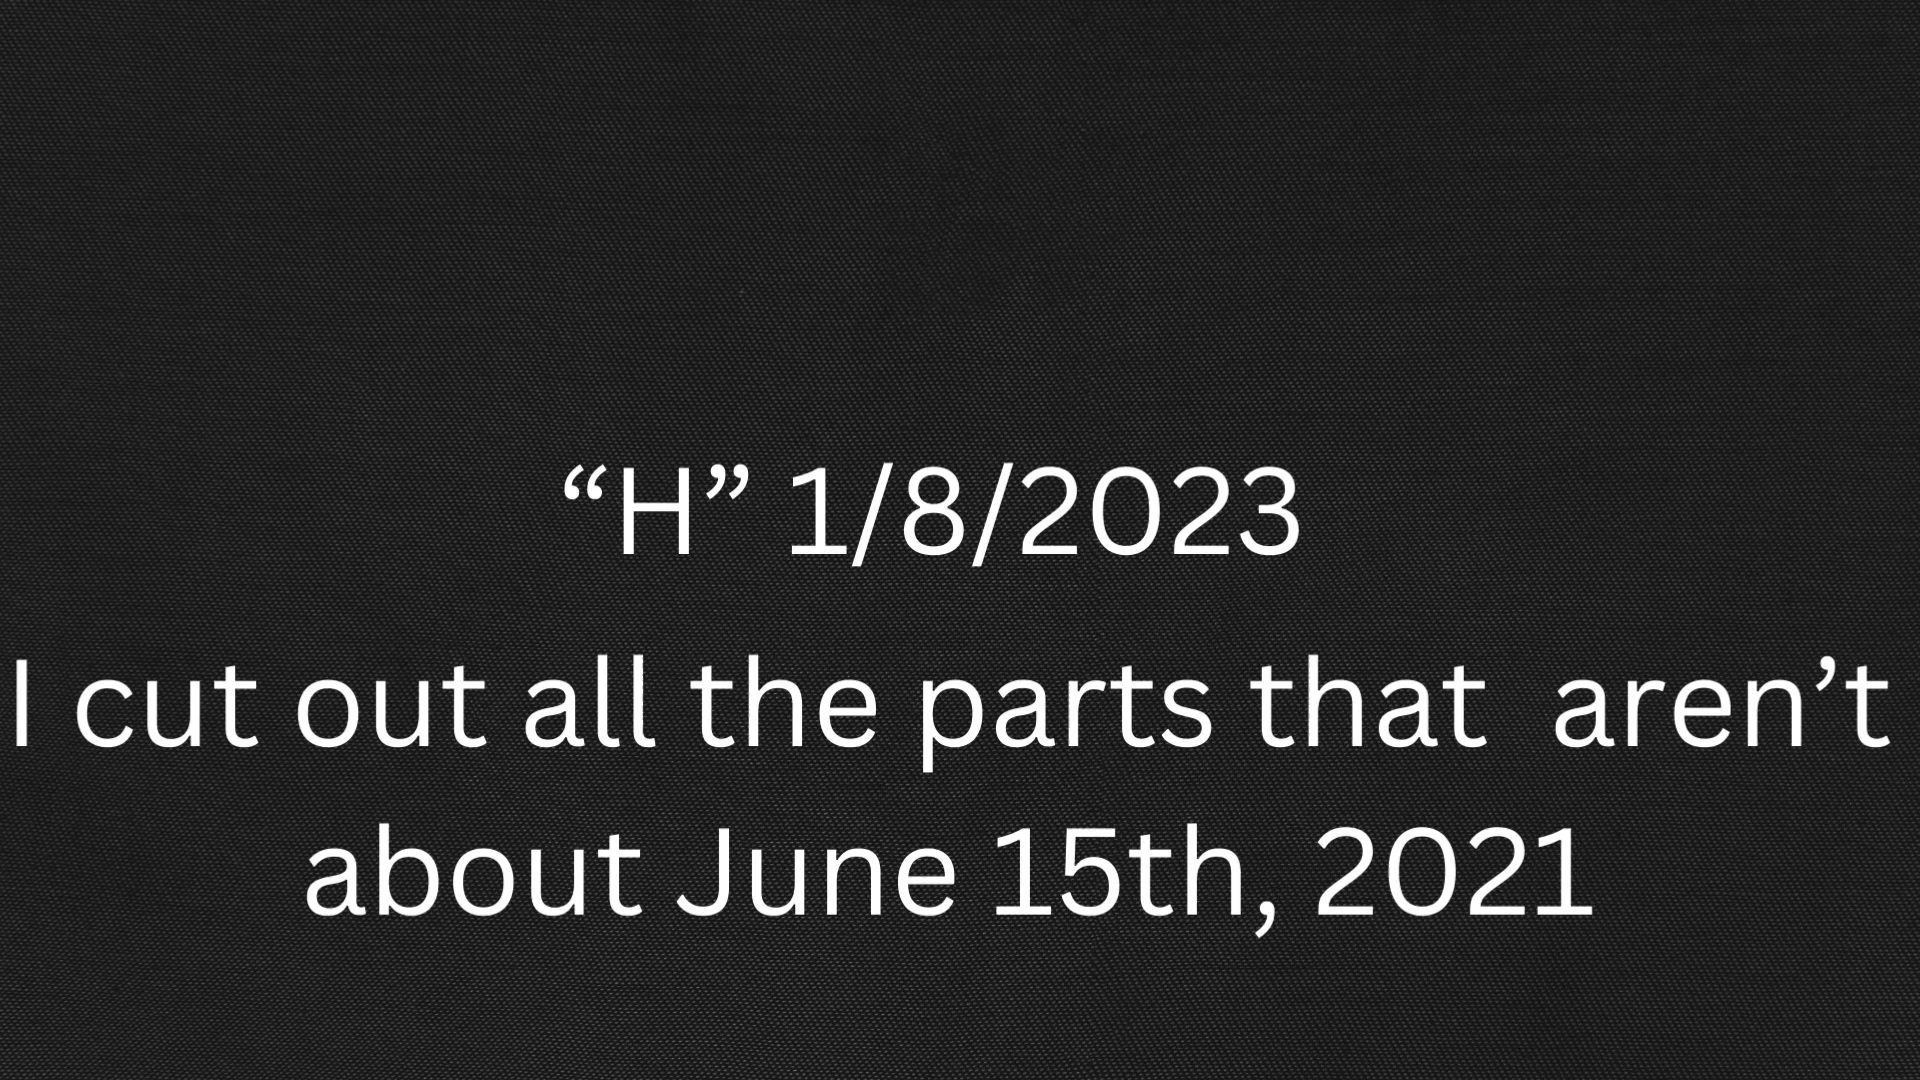 “H” 1/8/2023
I cut out all the parts that  aren’t
about June 15th, 2021